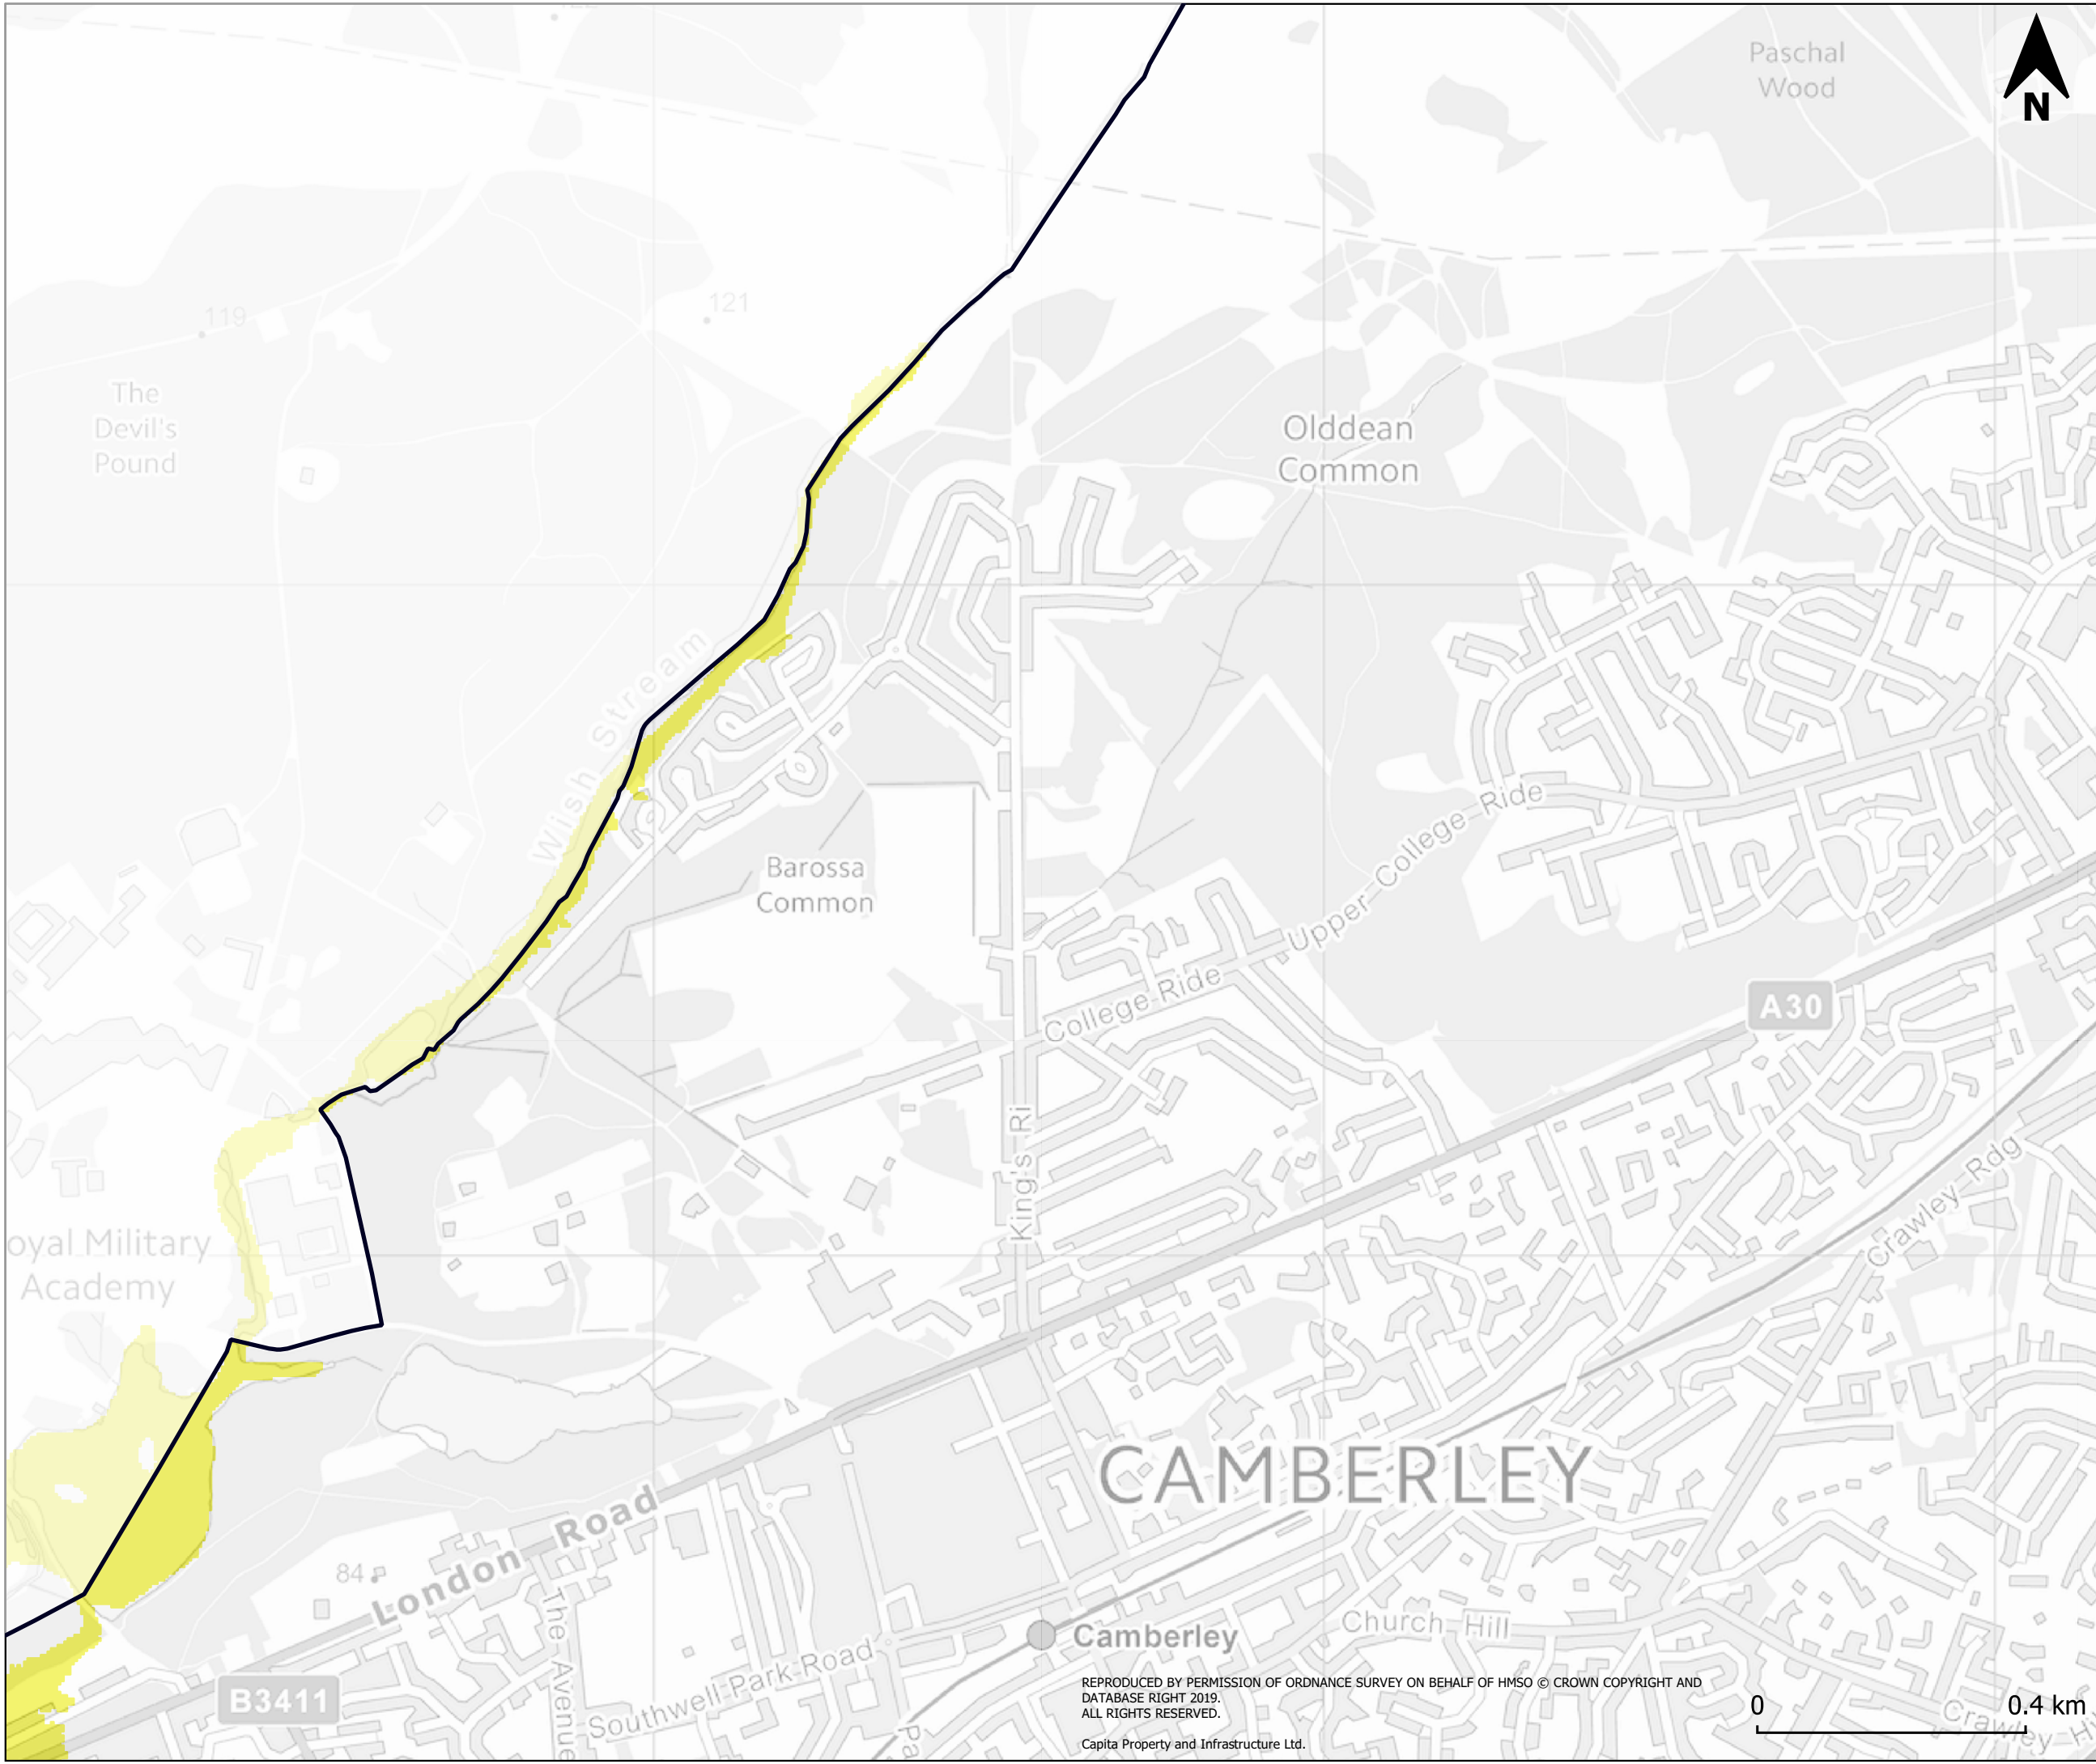 Paschal
Wood
N
119
121
The
Devil's
Pound
Olddean
Common
Wish Stream
Barossa
Common
Upper College Ride
College Ride
A30
King's Ri
Crawley Rdg
oyal Military
Academy
CAMBERLEY
London Road
84
The Avenue
Camberley
Church Hill
B3411
Southwell Park Road
Pa
REPRODUCED BY PERMISSION OF ORDNANCE SURVEY ON BEHALF OF HMSO © CROWN COPYRIGHT AND
DATABASE RIGHT 2019.
ALL RIGHTS RESERVED.
Capita Property and Infrastructure Ltd.
0 0.4 km
Crawley H